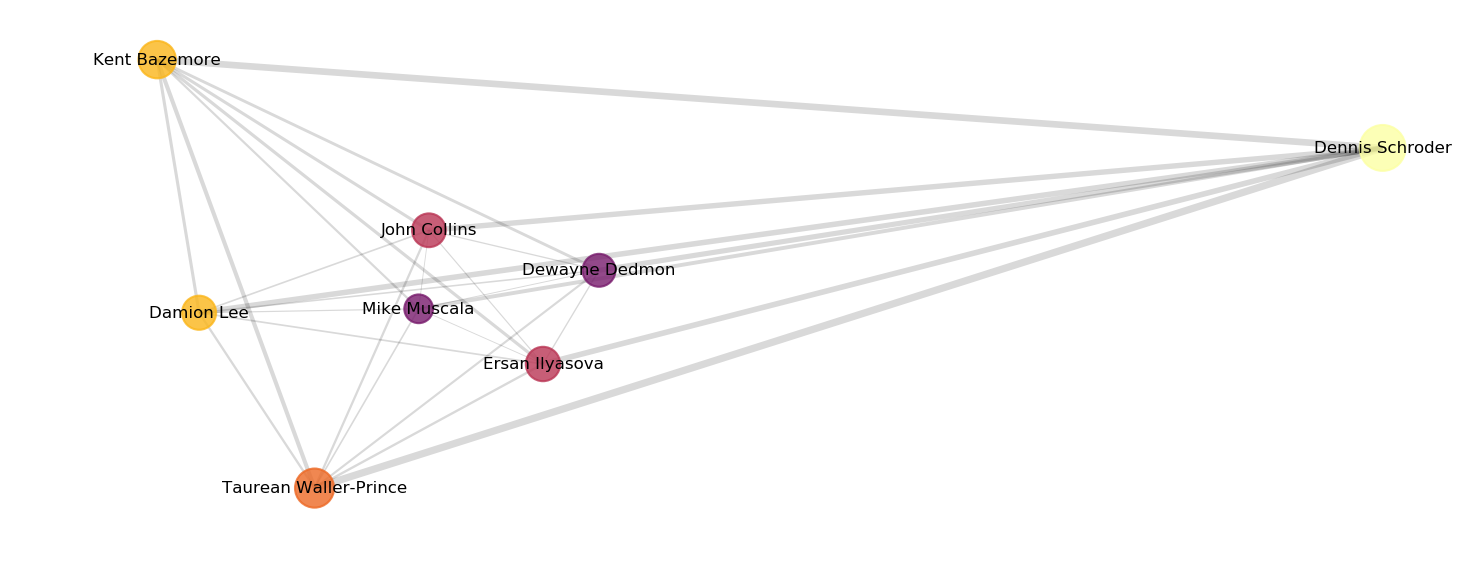 Kent Bazemore
Dennis Schroder
John Collins
Dewayne Dedmon
Mike Muscala
Damion Lee
Ersan Ilyasova
Taurean Waller-Prince